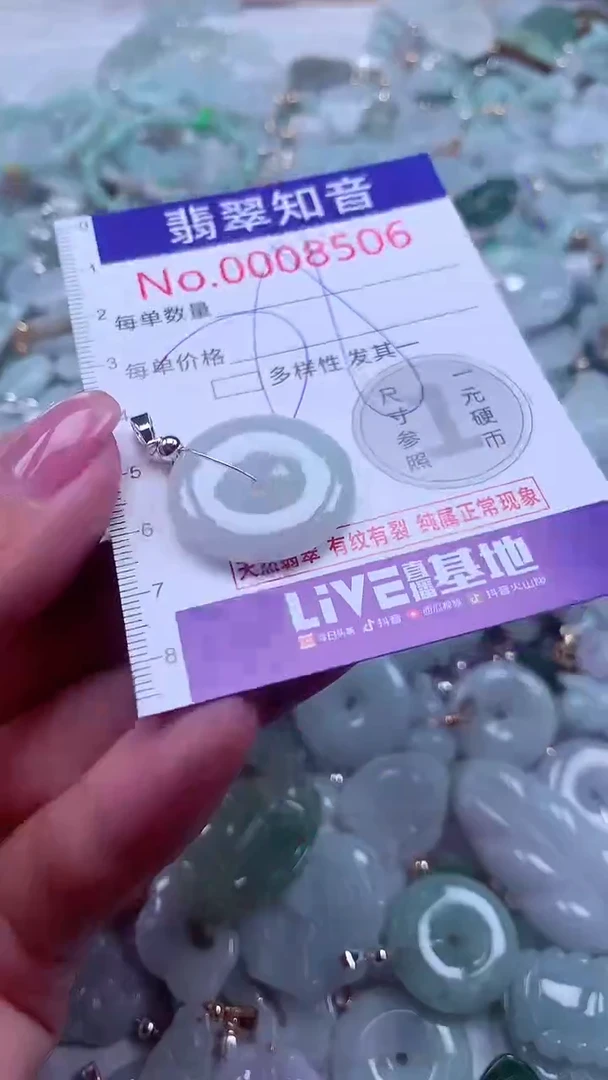 翡翠知音
No.0008506
0
1
2
每单数量
3
每单价格
多样性 发其一
尺寸参照
1
一元硬币
5
6
7
8
天然翡翠 有纹有裂 纯属正常现象
LIVE直播基地
今日头条 抖音 西瓜视频 抖音火山版